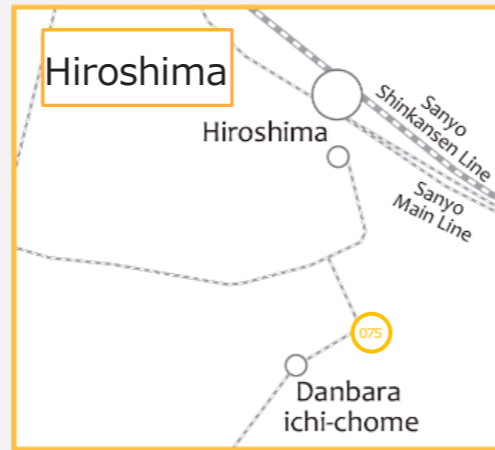 Hiroshima
Hiroshima
Sanyo
Shinkansen Line
Sanyo
Main Line
075
Danbara
ichi-chome